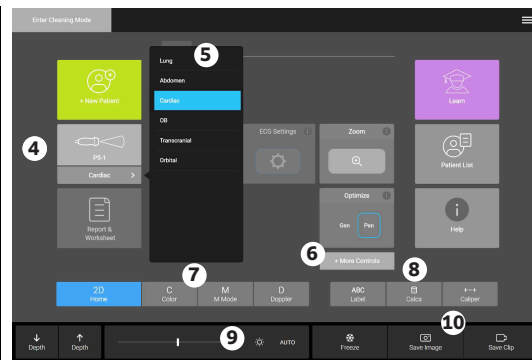 Enter Cleaning Mode
5
Lung
Abdomen
Cardiac
OB
Transcranial
Orbital
+ New Patient
Learn
4
PS-1
Cardiac >
ECG Settings i
Zoom i
Patient List
Optimize i
Gen Pen
Report &
Worksheet
i
Help
6
+ More Controls
7
8
2D
Home
C
Color
M
M Mode
D
Doppler
ABC
Label
Calcs
Caliper
9
10
Depth
Depth
AUTO
Freeze
Save Image
Save Clip